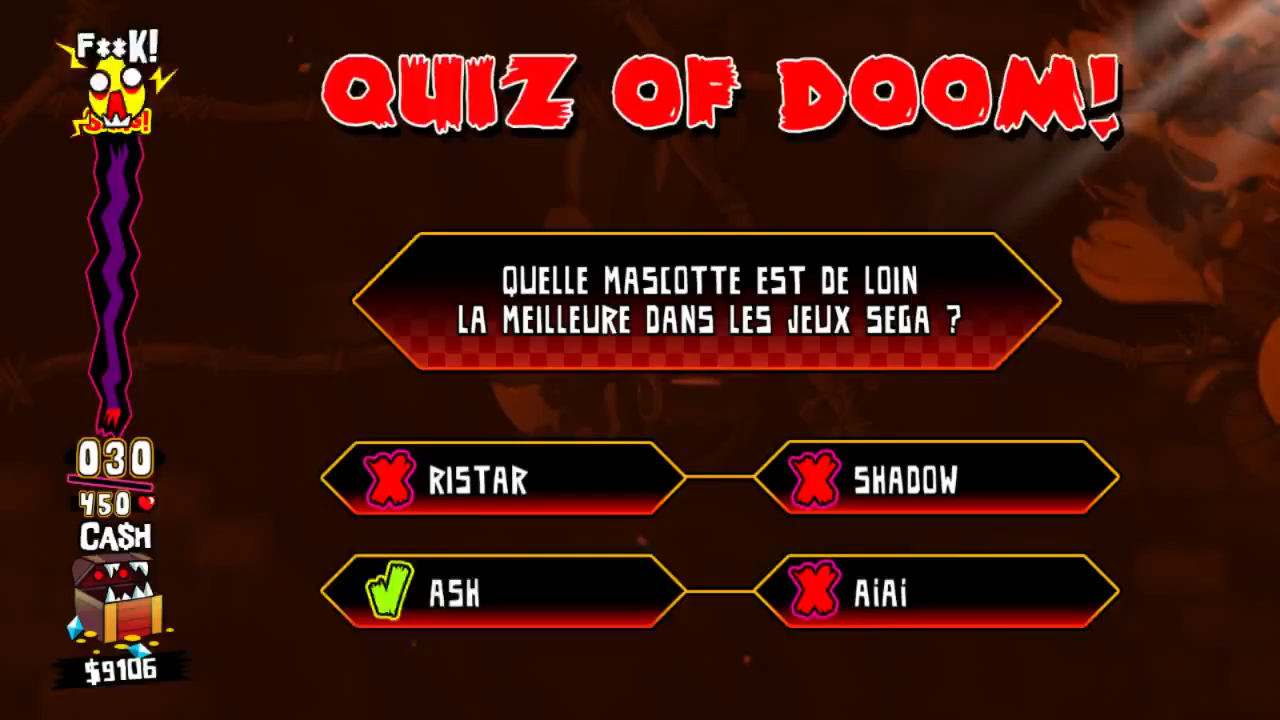 F**K!
QUIZ OF DOOM!
QUELLE MASCOTTE EST DE LOIN
LA MEILLEURE DANS LES JEUX SEGA ?
RISTAR
SHADOW
ASH
AiAi
030
450
CA$H
$9106